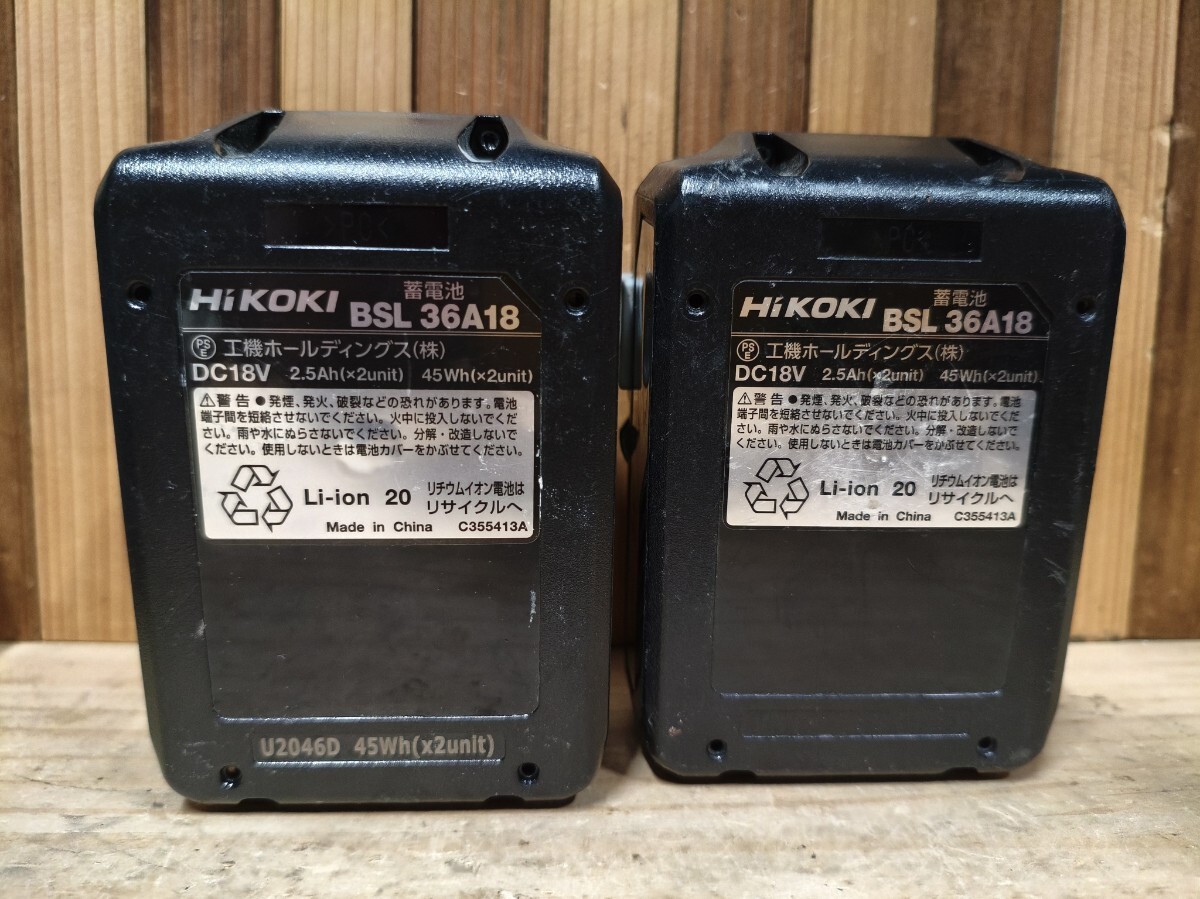 >PC<
HiKOKI 蓄電池
BSL 36A18
PS E 工機ホールディングス(株)
DC18V 2.5Ah(×2unit) 45Wh(×2unit)
⚠警告 ●発煙、発火、破裂などの恐れがあります。電池
端子間を短絡させないでください。火中に投入しないでくだ
さい。雨や水にぬらさないでください。分解・改造しないで
ください。使用しないときは電池カバーをかぶせてください。
Li-ion 20 リチウムイオン電池は
リサイクルへ
Made in China C355413A
U2046D 45Wh(x2unit)
>PC<
HiKOKI 蓄電池
BSL 36A18
PS E 工機ホールディングス(株)
DC18V 2.5Ah(×2unit) 45Wh(×2unit)
⚠警告 ●発煙、発火、破裂などの恐れがあります。電池
端子間を短絡させないでください。火中に投入しないでくだ
さい。雨や水にぬらさないでください。分解・改造しないで
ください。使用しないときは電池カバーをかぶせてください。
Li-ion 20 リチウムイオン電池は
リサイクルへ
Made in China C355413A